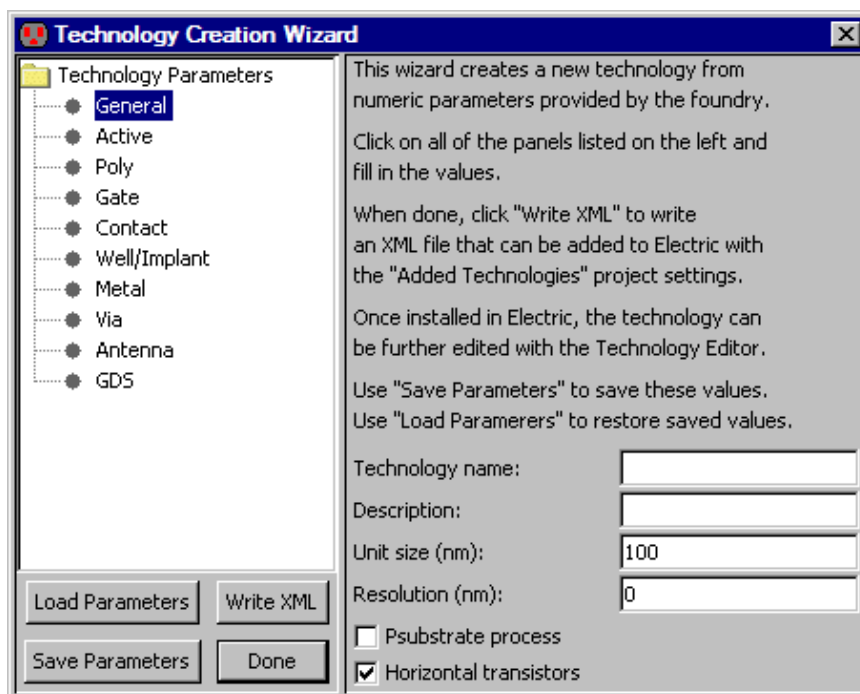 Technology Creation Wizard
Technology Parameters
General
Active
Poly
Gate
Contact
Well/Implant
Metal
Via
Antenna
GDS
Load Parameters
Write XML
Save Parameters
Done
This wizard creates a new technology from
numeric parameters provided by the foundry.
Click on all of the panels listed on the left and
fill in the values.
When done, click "Write XML" to write
an XML file that can be added to Electric with
the "Added Technologies" project settings.
Once installed in Electric, the technology can
be further edited with the Technology Editor.
Use "Save Parameters" to save these values.
Use "Load Paramerers" to restore saved values.
Technology name:
Description:
Unit size (nm): 100
Resolution (nm): 0
Psubstrate process
Horizontal transistors